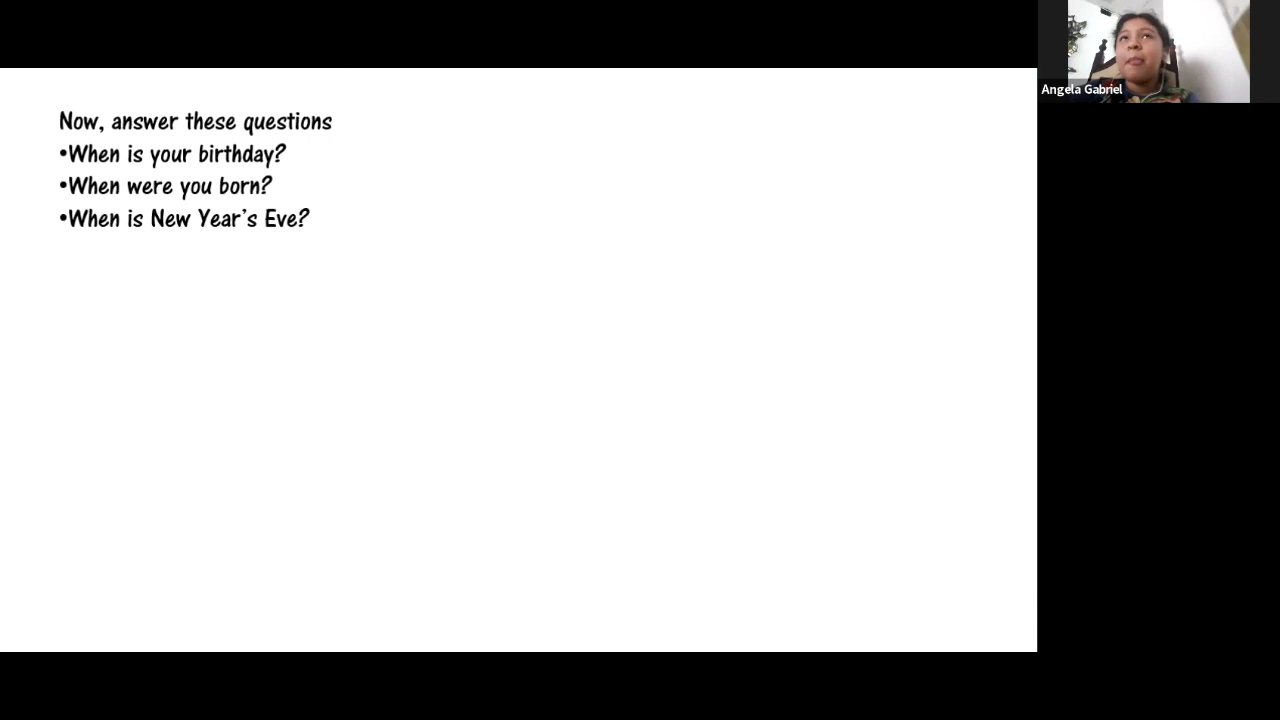 Now, answer these questions
•When is your birthday?
•When were you born?
•When is New Year's Eve?
Angela Gabriel